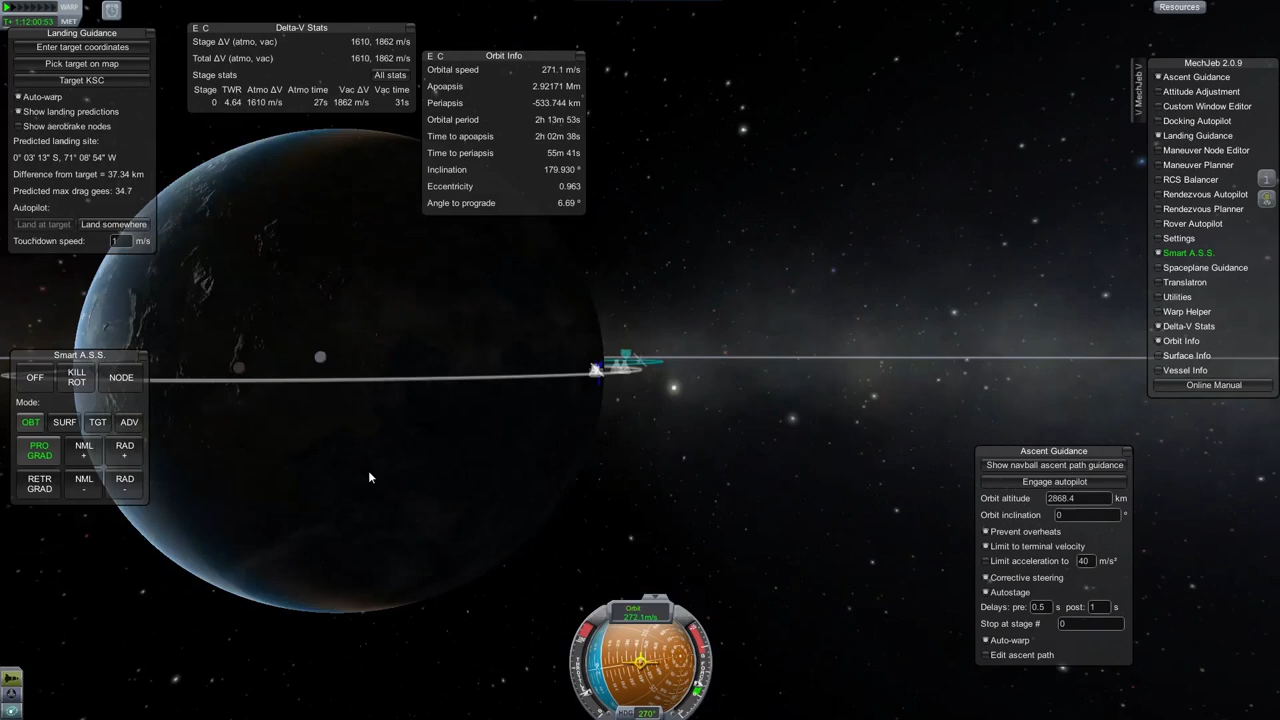 WARP
T+ 1:12:00:53 MET
Landing Guidance
Enter target coordinates
Pick target on map
Target KSC
Auto-warp
Show landing predictions
Show aerobrake nodes
Predicted landing site:
0° 03' 13" S, 71° 08' 54" W
Difference from target = 37.34 km
Predicted max drag gees: 34.7
Autopilot:
Land at target Land somewhere
Touchdown speed: 1 m/s
E C Delta-V Stats
Stage ΔV (atmo, vac) 1610, 1862 m/s
Total ΔV (atmo, vac) 1610, 1862 m/s
Stage stats All stats
Stage TWR Atmo ΔV Atmo time Vac ΔV Vac time
0 4.64 1610 m/s 27s 1862 m/s 31s
E C Orbit Info
Orbital speed 271.1 m/s
Apoapsis 2.92171 Mm
Periapsis -533.744 km
Orbital period 2h 13m 53s
Time to apoapsis 2h 02m 38s
Time to periapsis 55m 41s
Inclination 179.930 º
Eccentricity 0.963
Angle to prograde 6.69 º
Resources
V MechJeb V
MechJeb 2.0.9
Ascent Guidance
Attitude Adjustment
Custom Window Editor
Docking Autopilot
Landing Guidance
Maneuver Node Editor
Maneuver Planner
RCS Balancer
Rendezvous Autopilot
Rendezvous Planner
Rover Autopilot
Settings
Smart A.S.S.
Spaceplane Guidance
Translatron
Utilities
Warp Helper
Delta-V Stats
Orbit Info
Surface Info
Vessel Info
Online Manual
1
Smart A.S.S.
OFF KILL ROT NODE
Mode:
OBT SURF TGT ADV
PRO GRAD NML + RAD +
RETR GRAD NML - RAD -
Ascent Guidance
Show navball ascent path guidance
Engage autopilot
Orbit altitude 2868.4 km
Orbit inclination 0 º
Prevent overheats
Limit to terminal velocity
Limit acceleration to 40 m/s²
Corrective steering
Autostage
Delays: pre: 0.5 s post: 1 s
Stop at stage # 0
Auto-warp
Edit ascent path
Orbit
272.1m/s
HDG 270°